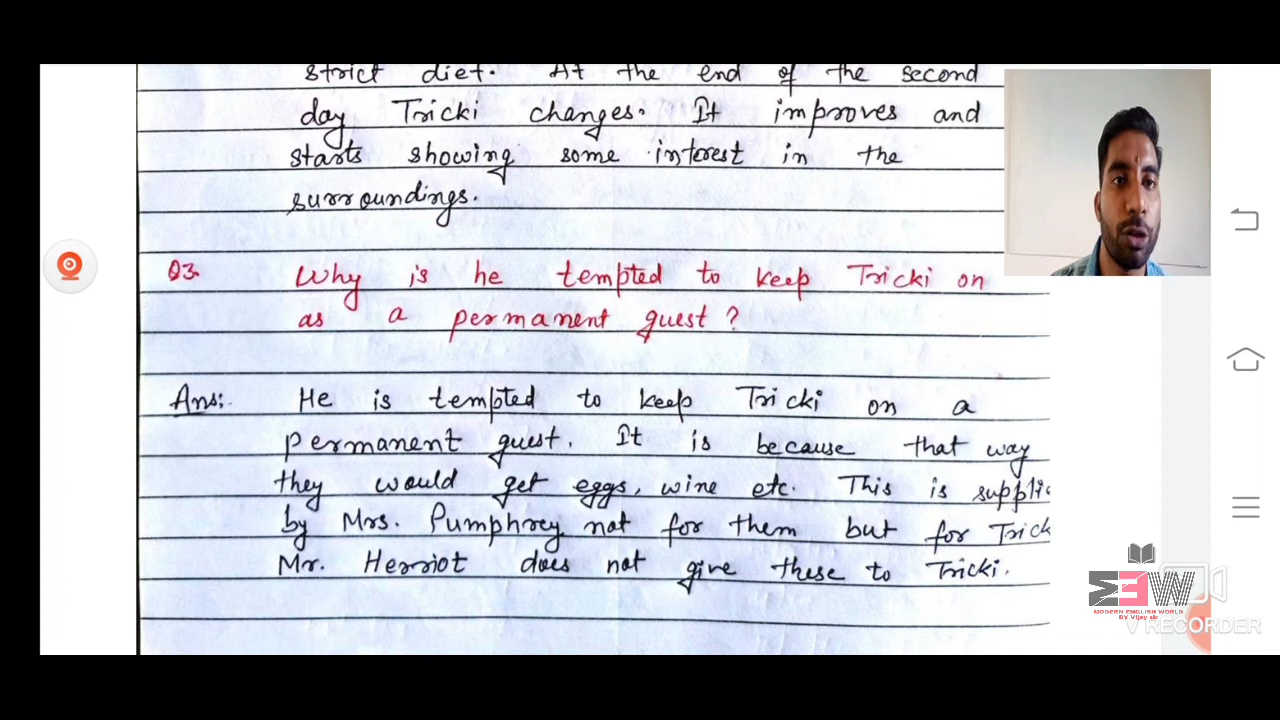 strict diet. At the end of the second
day Tricki changes. It improves and
starts showing some interest in the
surroundings.
Q3. Why is he tempted to keep Tricki on
as a permanent guest?
Ans:. He is tempted to keep Tricki on a
permanent guest. It is because that way
they would get eggs, wine etc. This is
by Mrs. Pumphrey not for them but for
Mr. Herriot does not give these to Tricki.
MODERN ENGLISH WORLD
BY Vijay sir
V RECORDER